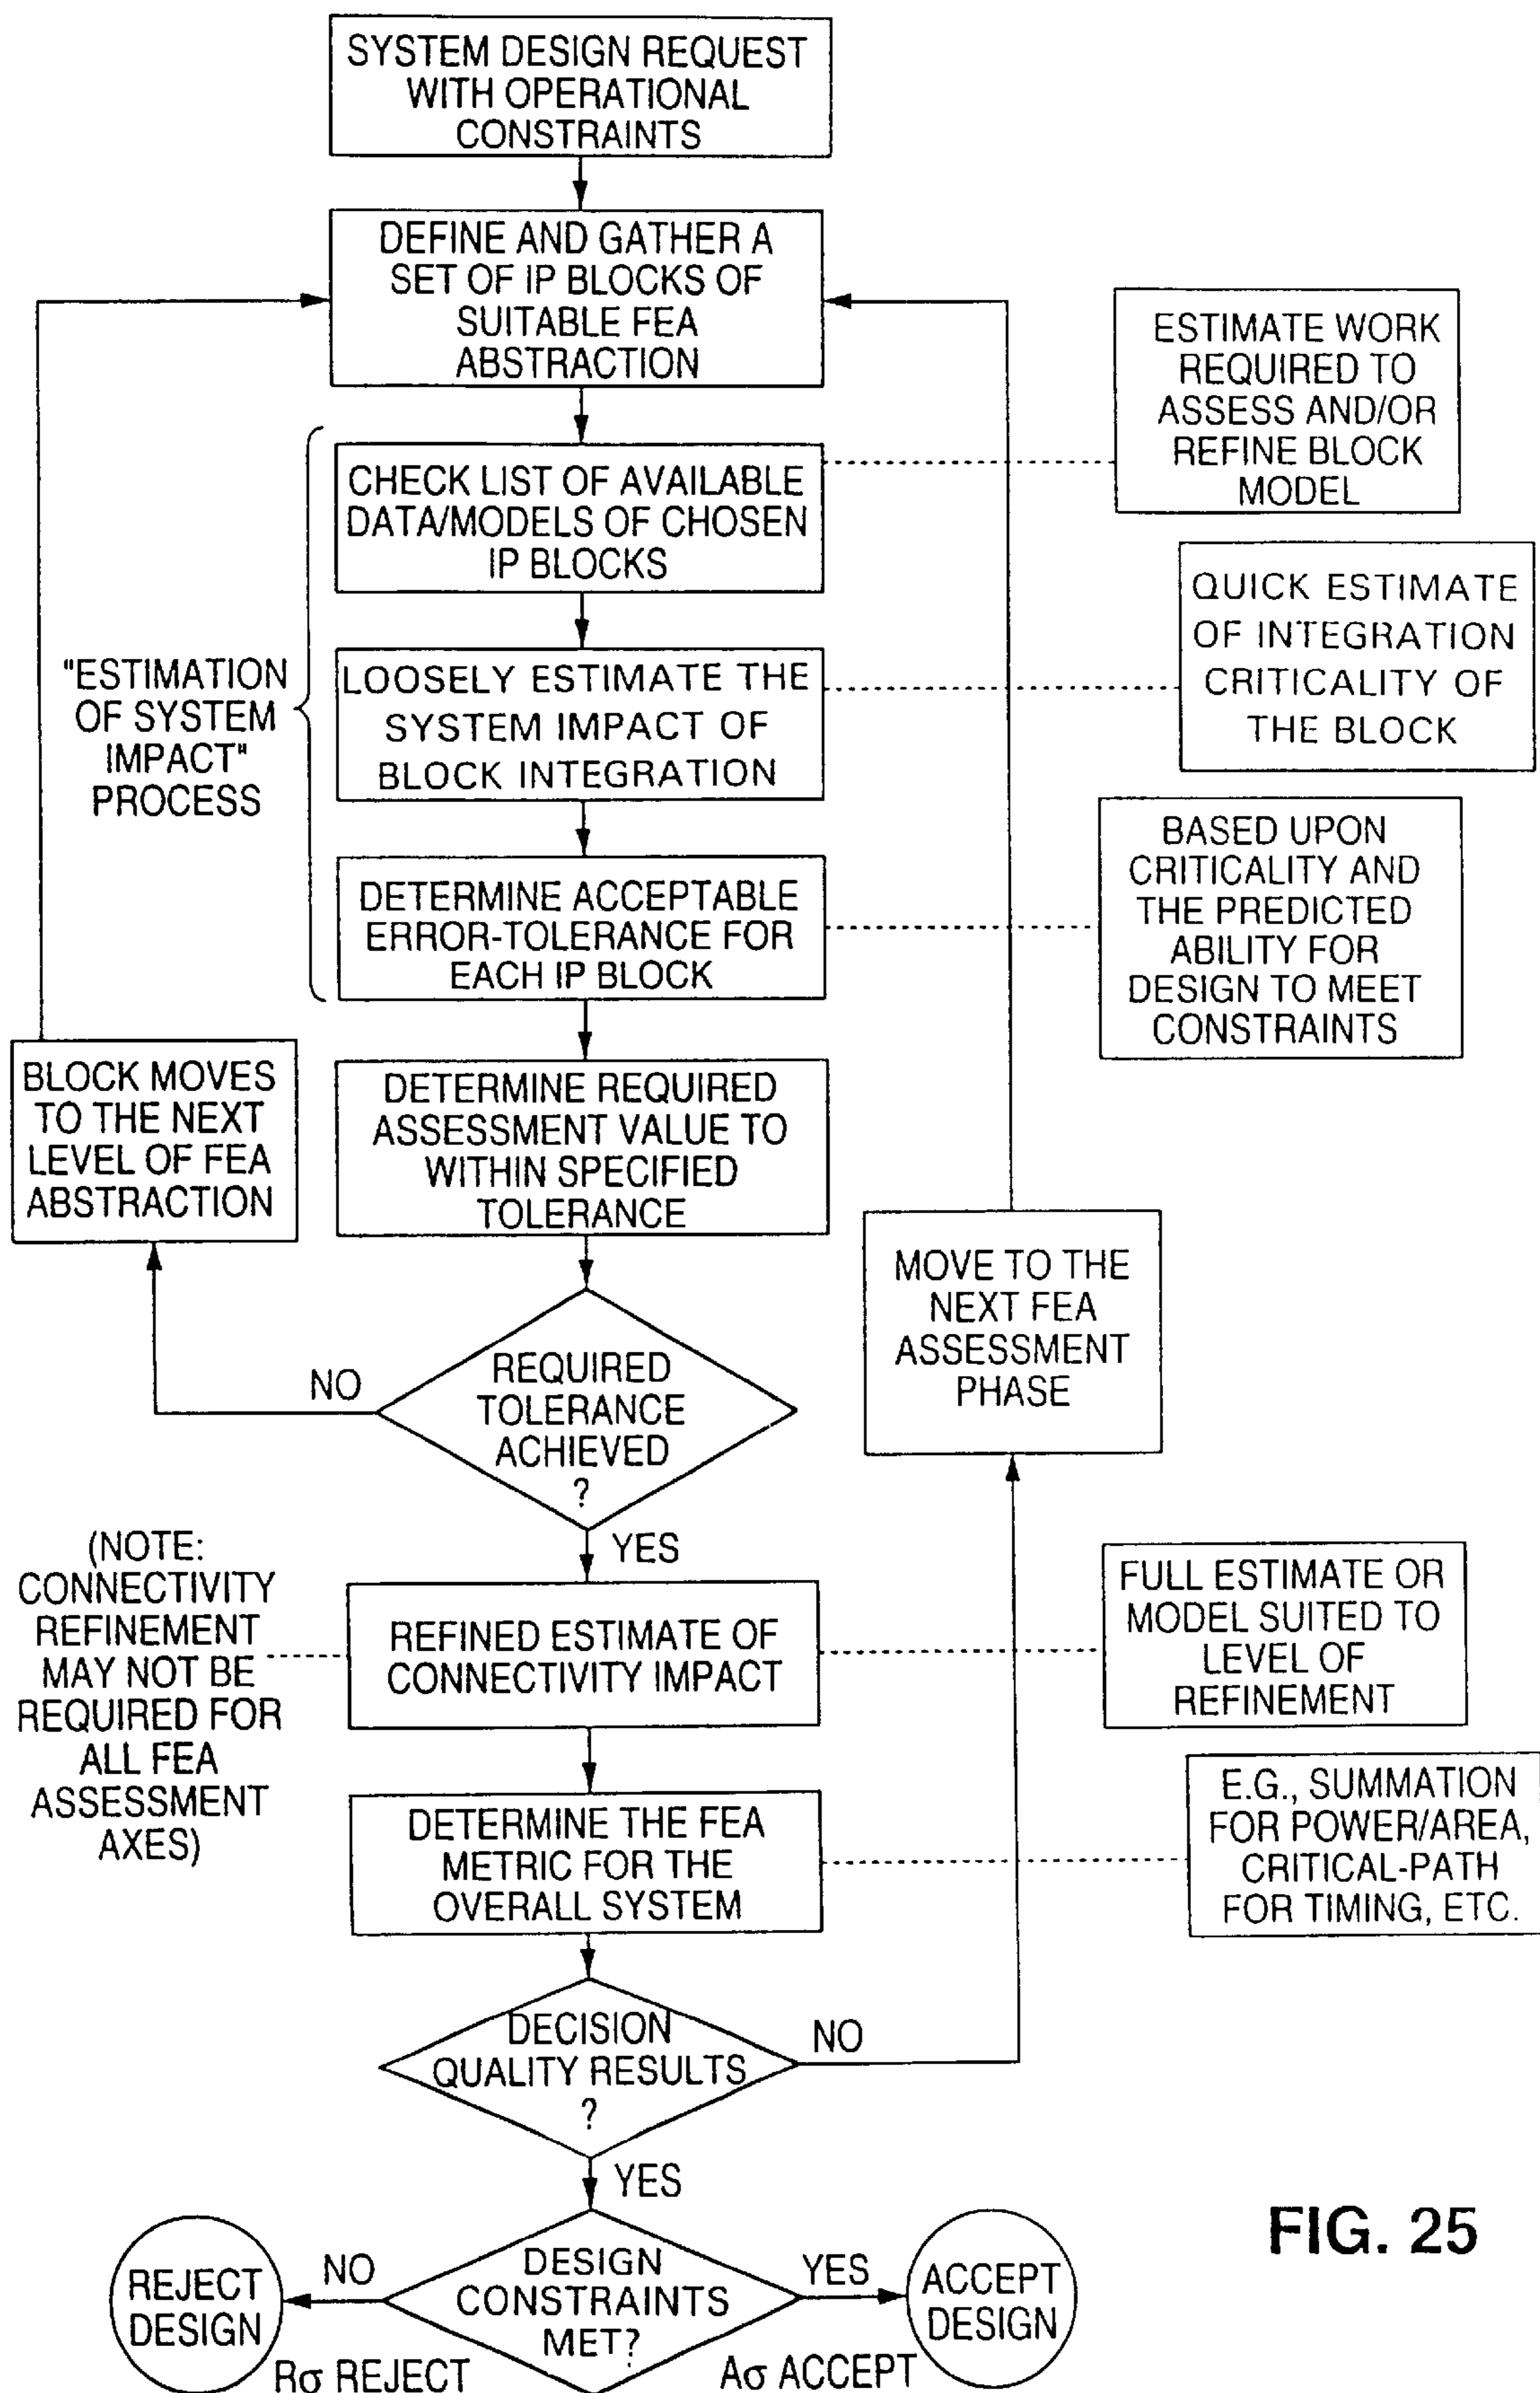 SYSTEM DESIGN REQUEST
WITH OPERATIONAL
CONSTRAINTS
DEFINE AND GATHER A
SET OF IP BLOCKS OF
SUITABLE FEA
ABSTRACTION
ESTIMATE WORK
REQUIRED TO
ASSESS AND/OR
REFINE BLOCK
MODEL
CHECK LIST OF AVAILABLE
DATA/MODELS OF CHOSEN
IP BLOCKS
QUICK ESTIMATE
OF INTEGRATION
CRITICALITY OF
THE BLOCK
"ESTIMATION
OF SYSTEM
IMPACT"
PROCESS
LOOSELY ESTIMATE THE
SYSTEM IMPACT OF
BLOCK INTEGRATION
BASED UPON
CRITICALITY AND
THE PREDICTED
ABILITY FOR
DESIGN TO MEET
CONSTRAINTS
DETERMINE ACCEPTABLE
ERROR-TOLERANCE FOR
EACH IP BLOCK
BLOCK MOVES
TO THE NEXT
LEVEL OF FEA
ABSTRACTION
DETERMINE REQUIRED
ASSESSMENT VALUE TO
WITHIN SPECIFIED
TOLERANCE
MOVE TO THE
NEXT FEA
ASSESSMENT
PHASE
NO
REQUIRED
TOLERANCE
ACHIEVED
?
YES
(NOTE:
CONNECTIVITY
REFINEMENT
MAY NOT BE
REQUIRED FOR
ALL FEA
ASSESSMENT
AXES)
REFINED ESTIMATE OF
CONNECTIVITY IMPACT
FULL ESTIMATE OR
MODEL SUITED TO
LEVEL OF
REFINEMENT
DETERMINE THE FEA
METRIC FOR THE
OVERALL SYSTEM
E.G., SUMMATION
FOR POWER/AREA,
CRITICAL-PATH
FOR TIMING, ETC.
DECISION
QUALITY RESULTS
?
NO
YES
REJECT
DESIGN
NO
DESIGN
CONSTRAINTS
MET?
YES
ACCEPT
DESIGN
Rσ REJECT
Aσ ACCEPT
FIG. 25